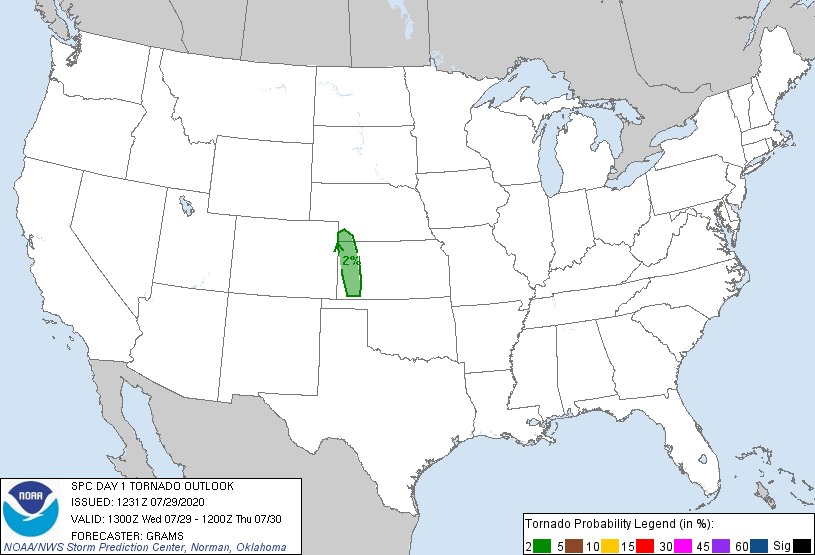 2%
NOAA
SPC DAY 1 TORNADO OUTLOOK
ISSUED: 1231Z 07/29/2020
VALID: 1300Z Wed 07/29 - 1200Z Thu 07/30
FORECASTER: GRAMS
NOAA/NWS Storm Prediction Center, Norman, Oklahoma
Tornado Probability Legend (in %):
2 5 10 15 30 45 60 Sig